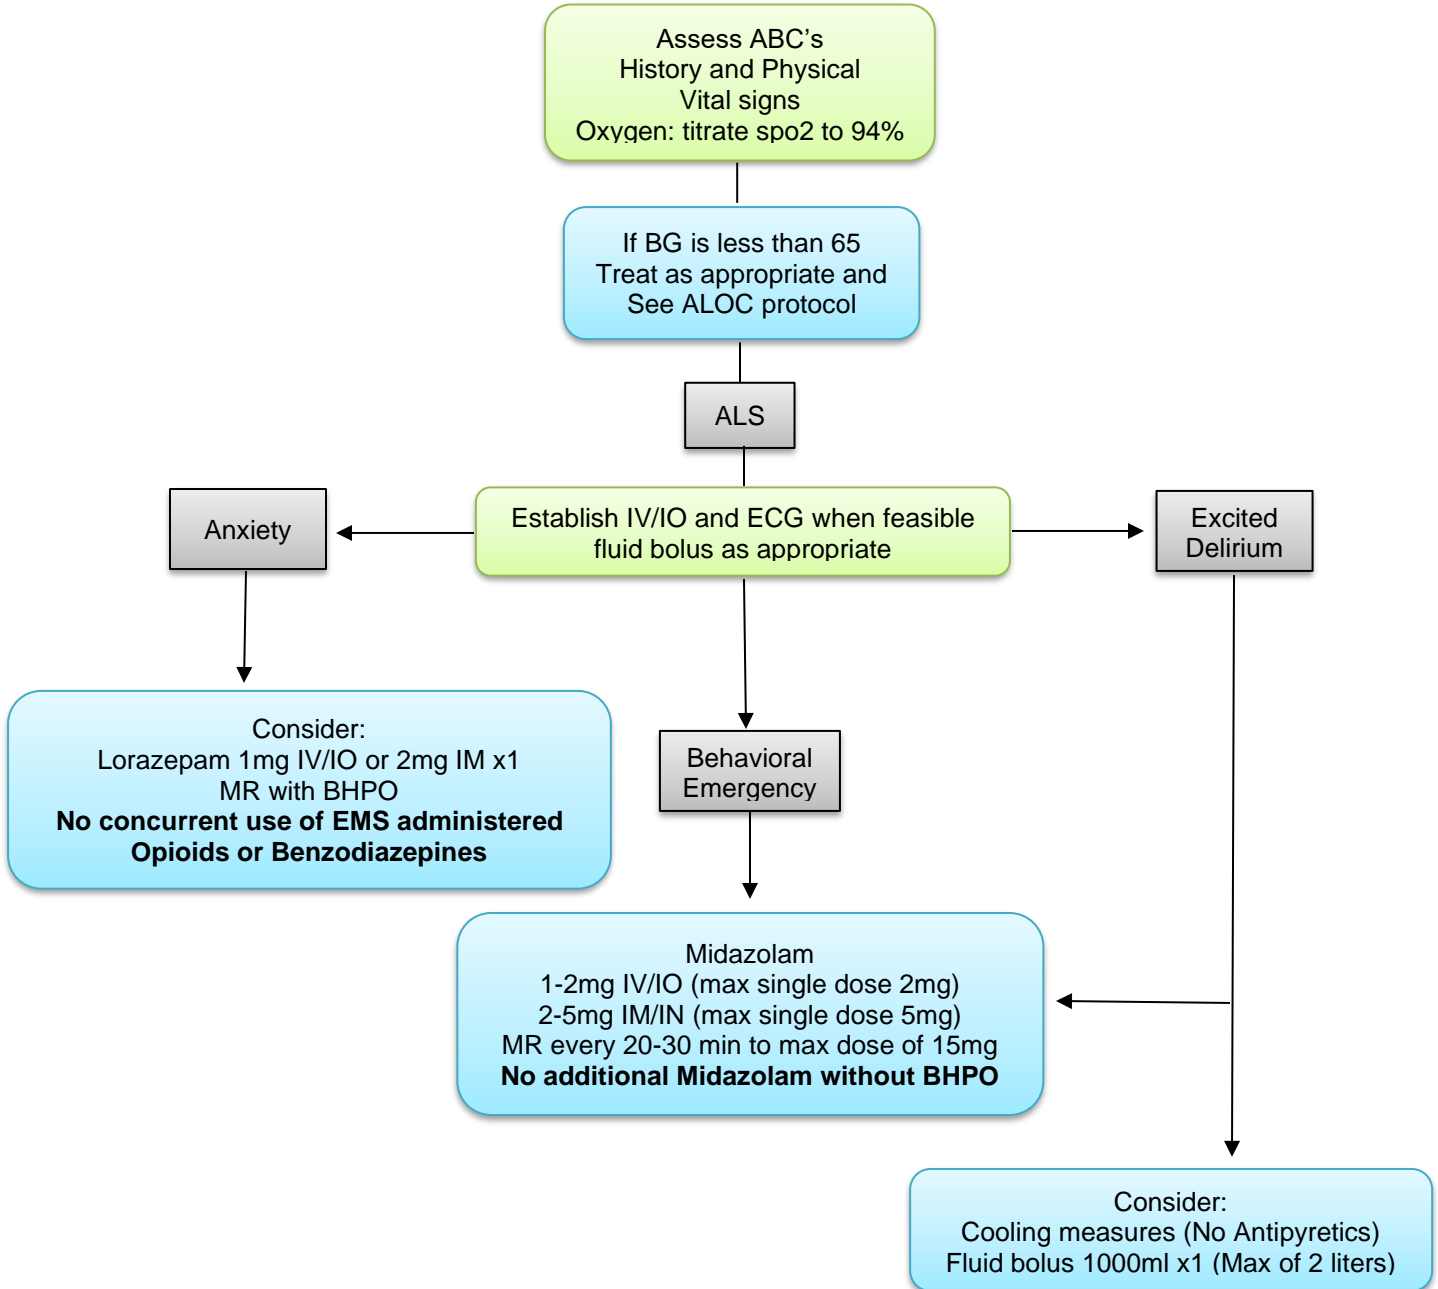 Assess ABC’s
History and Physical
Vital signs
Oxygen: titrate spo2 to 94%
If BG is less than 65
Treat as appropriate and
See ALOC protocol
ALS
Establish IV/IO and ECG when feasible
fluid bolus as appropriate
Anxiety
Excited
Delirium
Consider:
Lorazepam 1mg IV/IO or 2mg IM x1
MR with BHPO
No concurrent use of EMS administered
Opioids or Benzodiazepines
Behavioral
Emergency
Midazolam
1-2mg IV/IO (max single dose 2mg)
2-5mg IM/IN (max single dose 5mg)
MR every 20-30 min to max dose of 15mg
No additional Midazolam without BHPO
Consider:
Cooling measures (No Antipyretics)
Fluid bolus 1000ml x1 (Max of 2 liters)